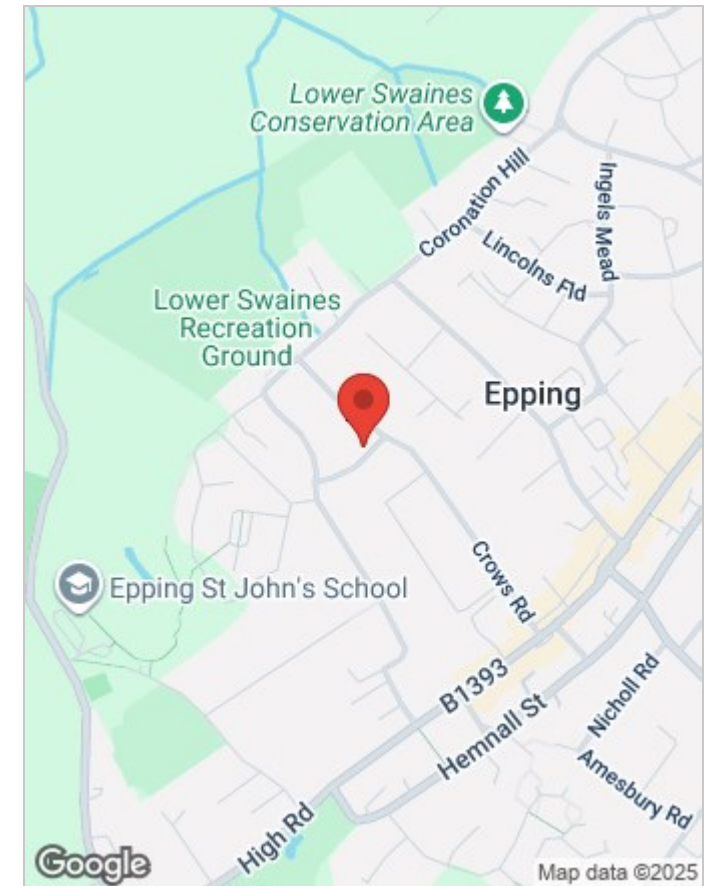 Lower Swaines
Conservation Area
Coronation Hill
Ingels Mead
Lincolns Fld
Lower Swaines
Recreation
Ground
Epping
Crows Rd
Epping St John's School
B1393
Hemnall St
Nicholl Rd
Amesbury Rd
High Rd
Google
Map data ©2025